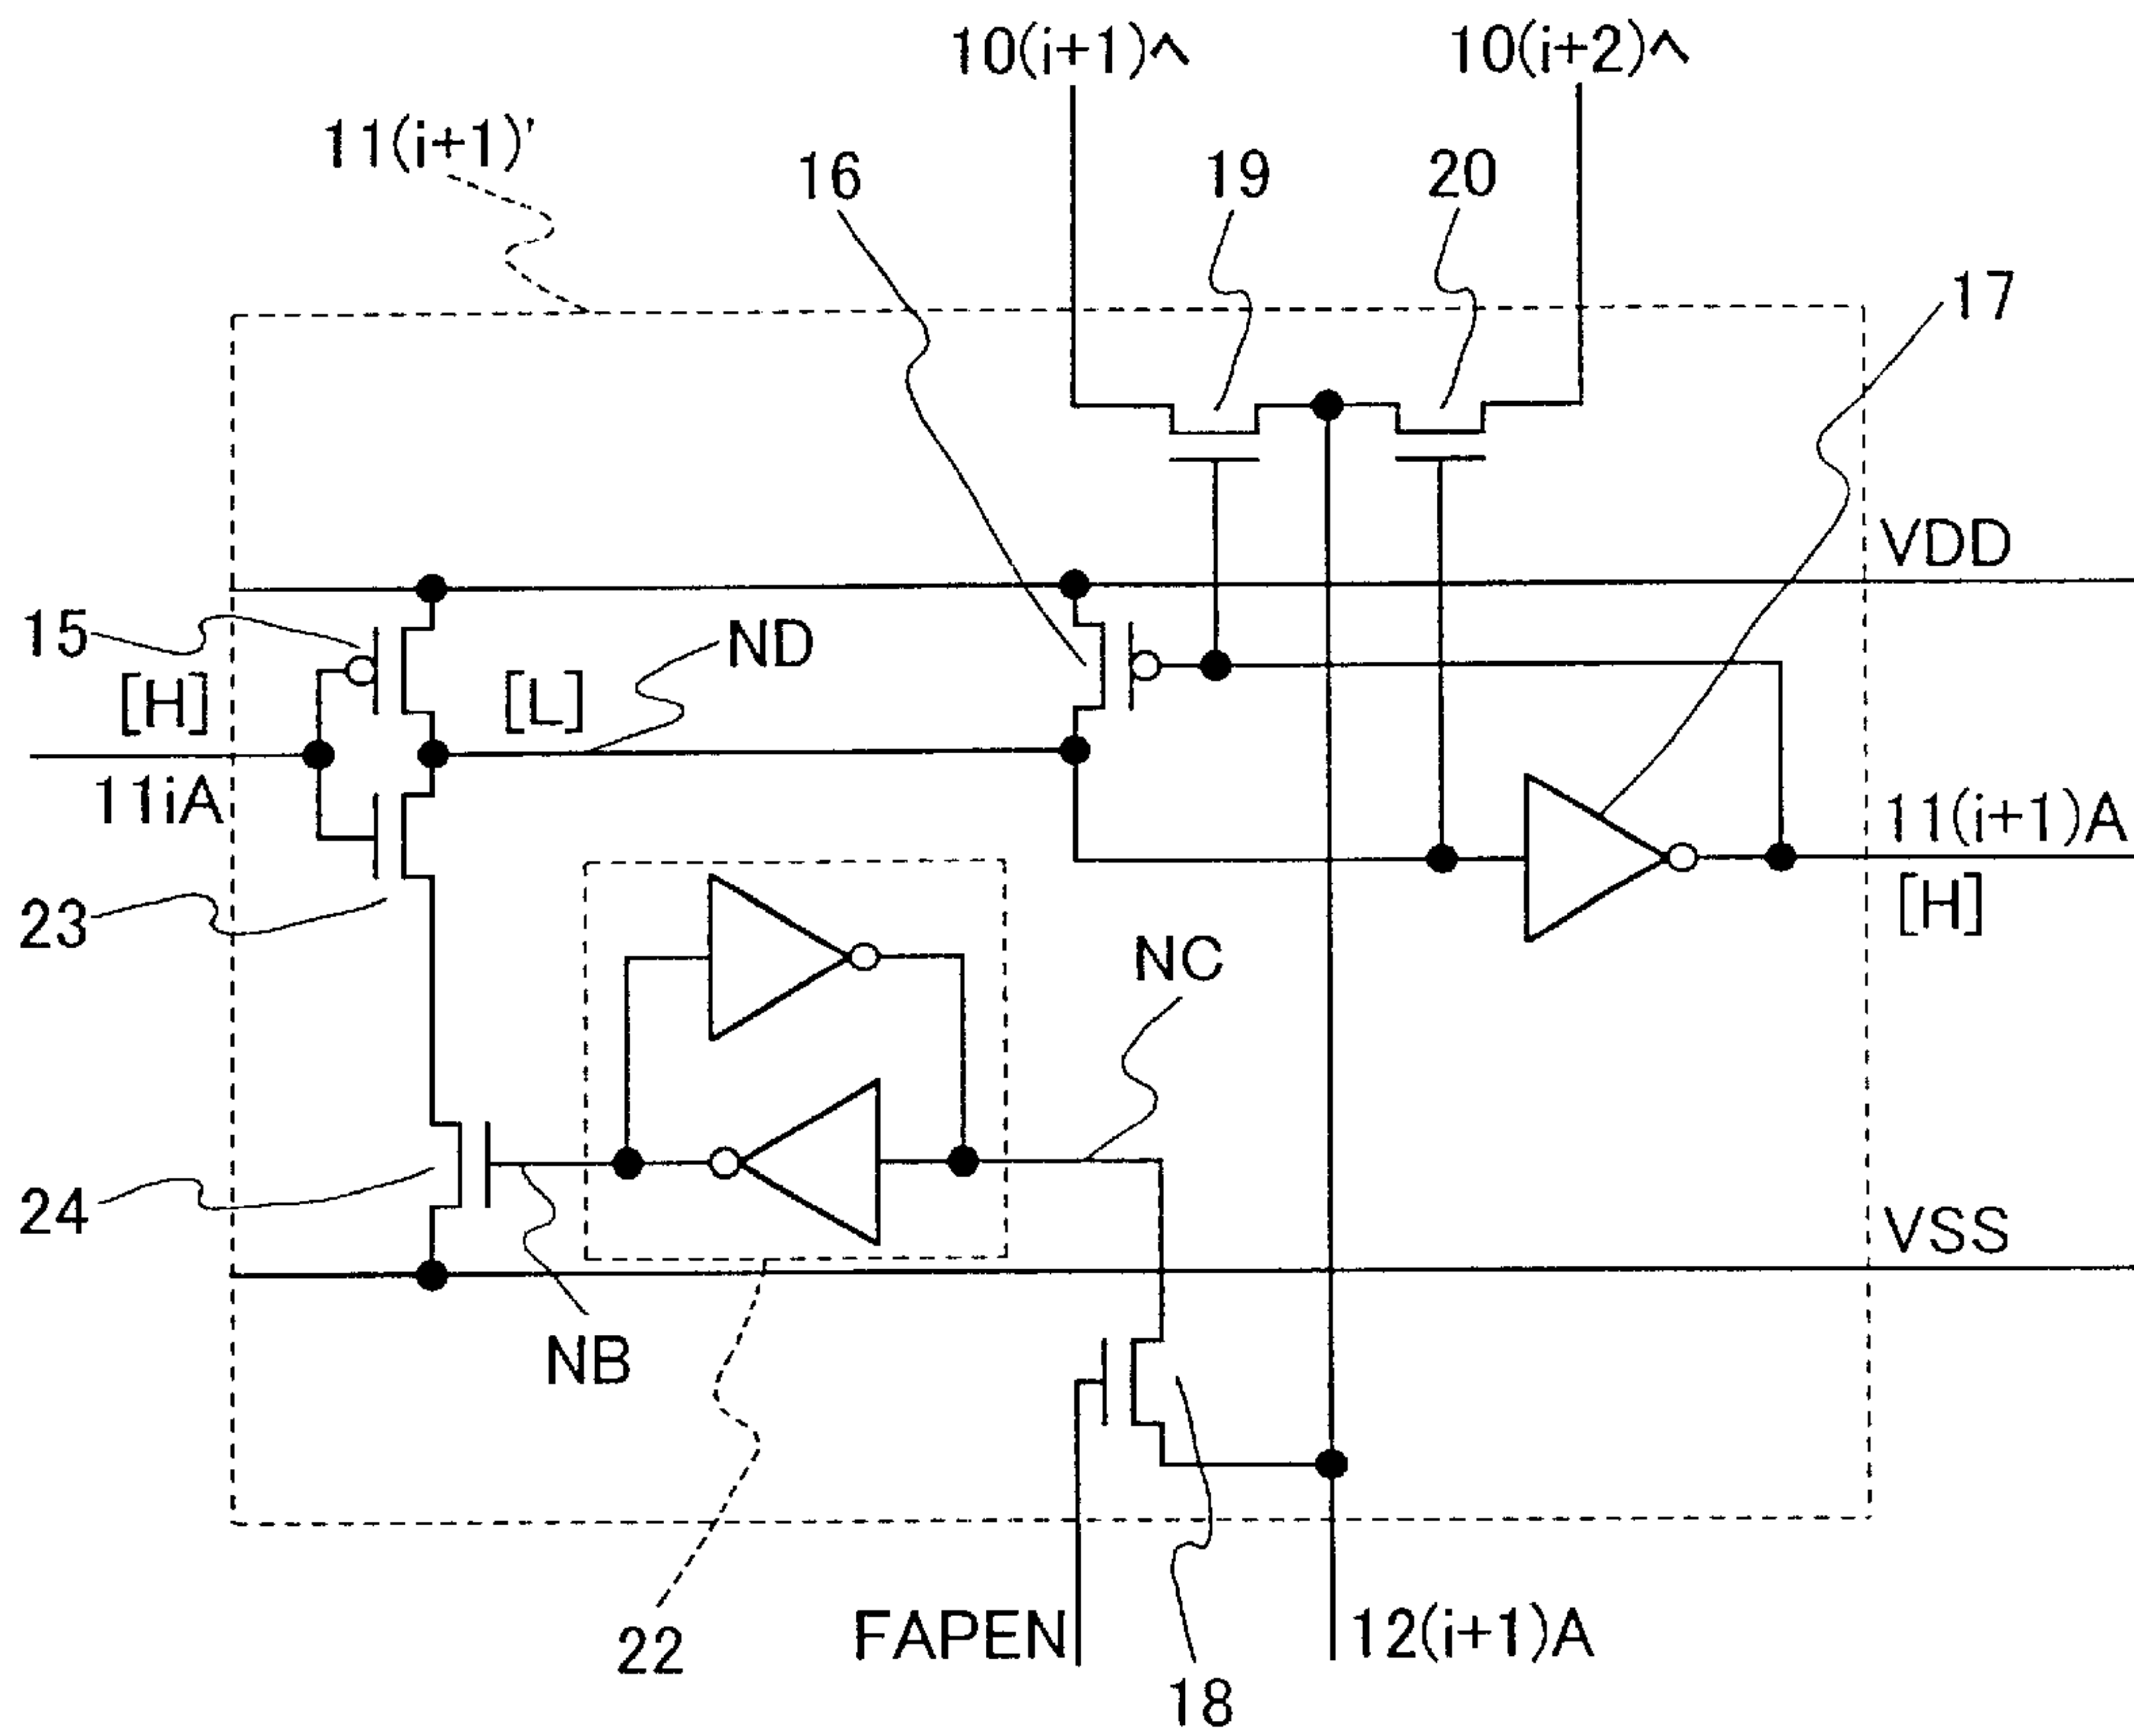 10(i+1)^
10(i+2)^
11(i+1)'
16
19
20
17
VDD
15
ND
[H]
[L]
11iA
11(i+1)A
[H]
23
NC
24
VSS
NB
FAPEN
12(i+1)A
22
18